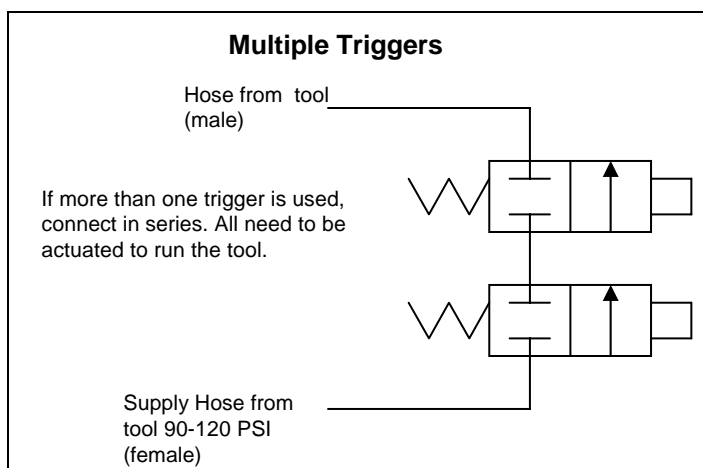 Multiple Triggers
Hose from tool
(male)
If more than one trigger is used,
connect in series. All need to be
actuated to run the tool.
Supply Hose from
tool 90-120 PSI
(female)